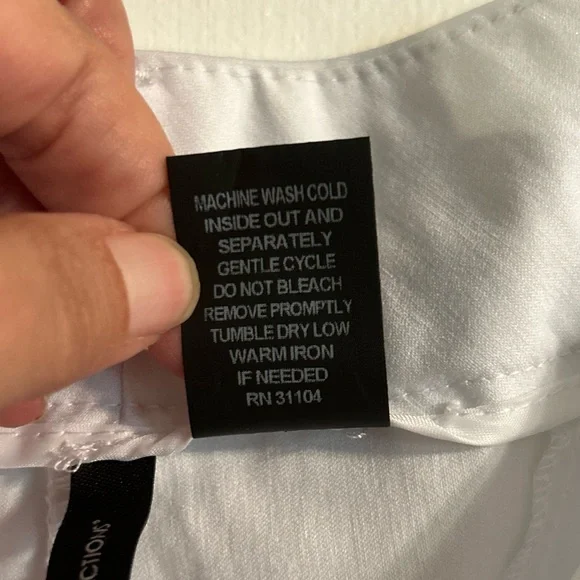 MACHINE WASH COLD
INSIDE OUT AND
SEPARATELY
GENTLE CYCLE
DO NOT BLEACH
REMOVE PROMPTLY
TUMBLE DRY LOW
WARM IRON
IF NEEDED
RN 31104
CTIONS'